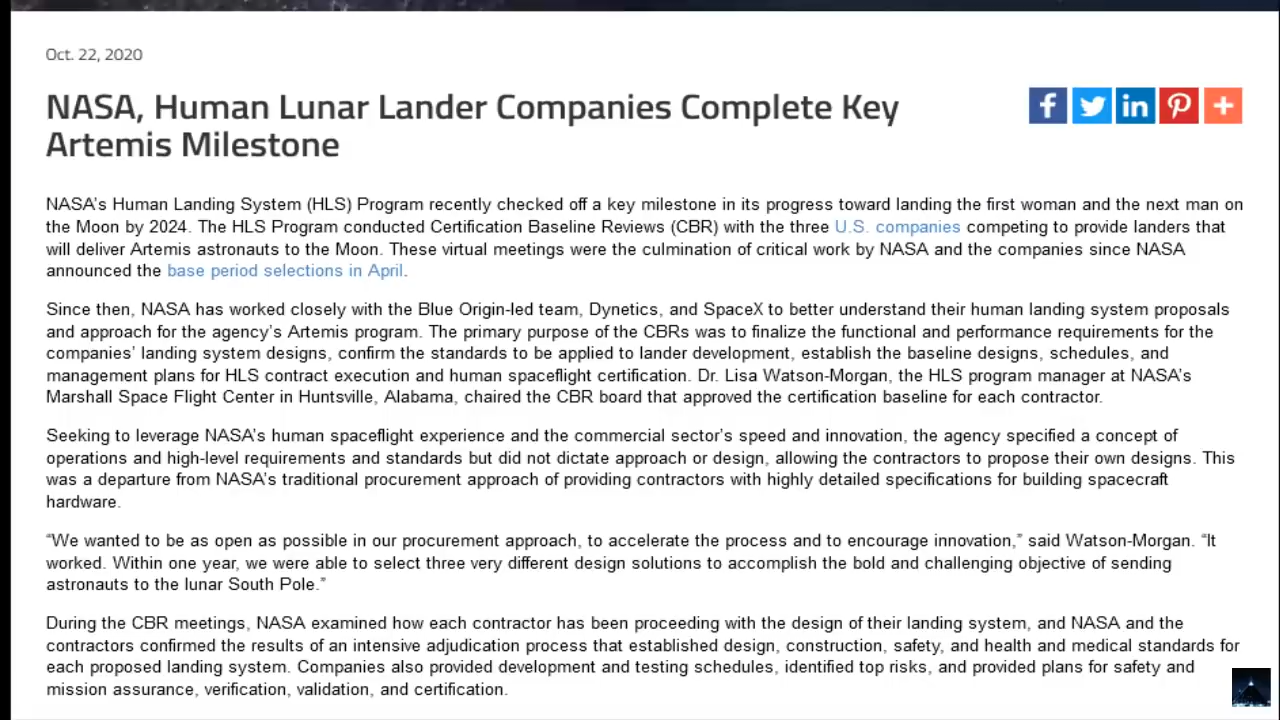 Oct. 22, 2020
NASA, Human Lunar Lander Companies Complete Key
Artemis Milestone
NASA's Human Landing System (HLS) Program recently checked off a key milestone in its progress toward landing the first woman and the next man on
the Moon by 2024. The HLS Program conducted Certification Baseline Reviews (CBR) with the three U.S. companies competing to provide landers that
will deliver Artemis astronauts to the Moon. These virtual meetings were the culmination of critical work by NASA and the companies since NASA
announced the base period selections in April.
Since then, NASA has worked closely with the Blue Origin-led team, Dynetics, and SpaceX to better understand their human landing system proposals
and approach for the agency's Artemis program. The primary purpose of the CBRs was to finalize the functional and performance requirements for the
companies' landing system designs, confirm the standards to be applied to lander development, establish the baseline designs, schedules, and
management plans for HLS contract execution and human spaceflight certification. Dr. Lisa Watson-Morgan, the HLS program manager at NASA's
Marshall Space Flight Center in Huntsville, Alabama, chaired the CBR board that approved the certification baseline for each contractor.
Seeking to leverage NASA's human spaceflight experience and the commercial sector's speed and innovation, the agency specified a concept of
operations and high-level requirements and standards but did not dictate approach or design, allowing the contractors to propose their own designs. This
was a departure from NASA's traditional procurement approach of providing contractors with highly detailed specifications for building spacecraft
hardware.
“We wanted to be as open as possible in our procurement approach, to accelerate the process and to encourage innovation,” said Watson-Morgan. “It
worked. Within one year, we were able to select three very different design solutions to accomplish the bold and challenging objective of sending
astronauts to the lunar South Pole.”
During the CBR meetings, NASA examined how each contractor has been proceeding with the design of their landing system, and NASA and the
contractors confirmed the results of an intensive adjudication process that established design, construction, safety, and health and medical standards for
each proposed landing system. Companies also provided development and testing schedules, identified top risks, and provided plans for safety and
mission assurance, verification, validation, and certification.